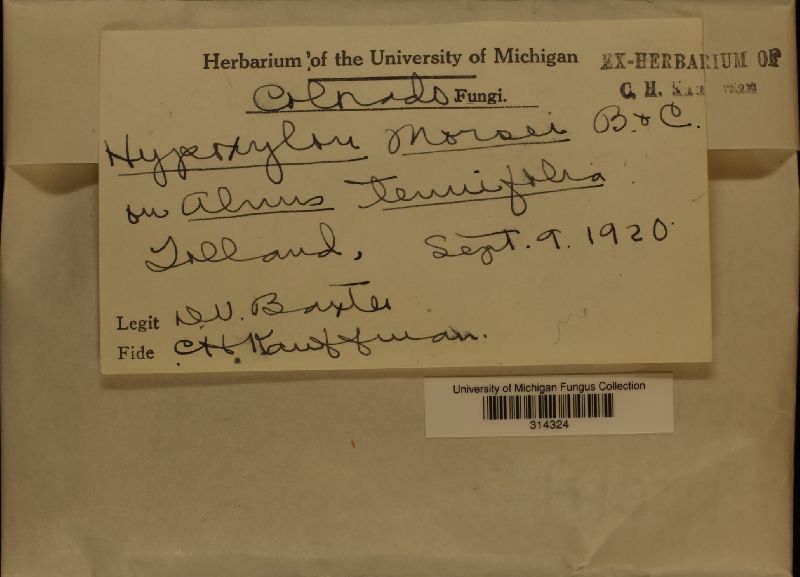 Herbarium of the University of Michigan
EX-HERBARIUM OF
C. H.
Colorado Fungi.
Hypoxylon Morsei B. & C.
on Alnus tenuifolia
Tolland, Sept. 9. 1920
Legit D.V. Baxter
Fide C.H. Kauffman.
University of Michigan Fungus Collection
314324